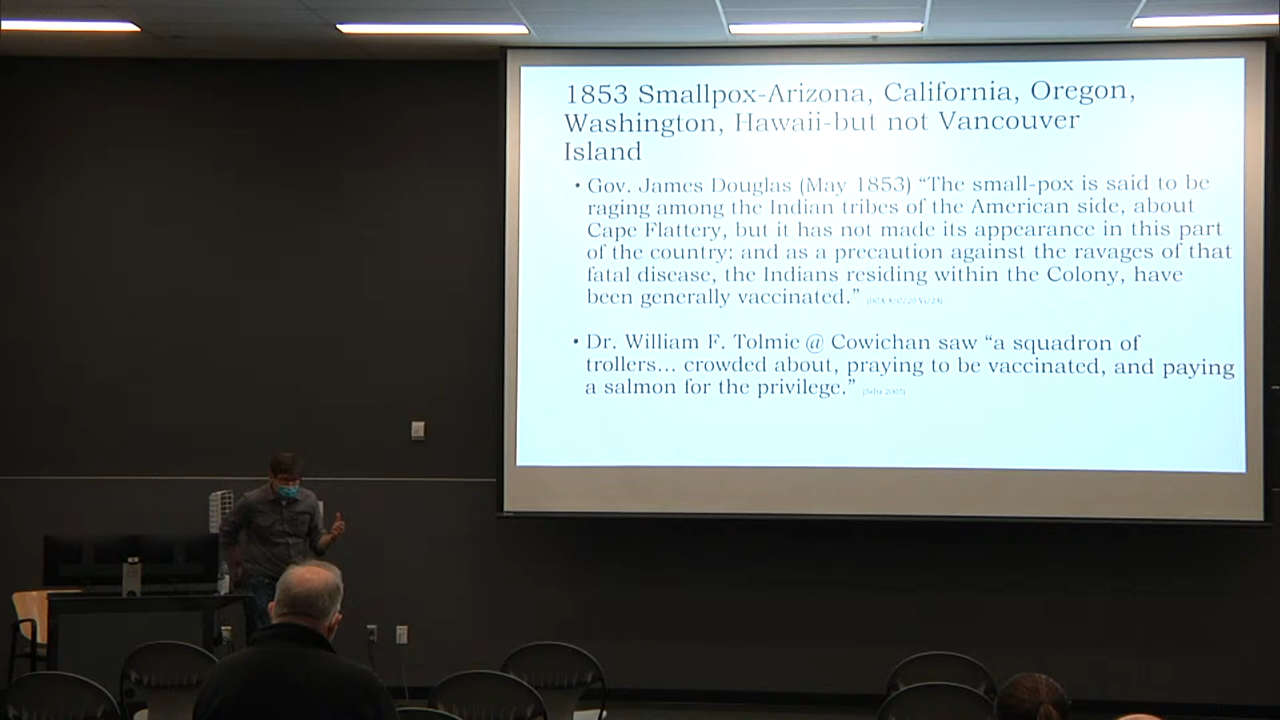 1853 Smallpox-Arizona, California, Oregon,
Washington, Hawaii-but not Vancouver
Island
• Gov. James Douglas (May 1853) “The small-pox is said to be
raging among the Indian tribes of the American side, about
Cape Flattery, but it has not made its appearance in this part
of the country: and as a precaution against the ravages of that
fatal disease, the Indians residing within the Colony, have
been generally vaccinated.”
• Dr. William F. Tolmie @ Cowichan saw “a squadron of
trollers... crowded about, praying to be vaccinated, and paying
a salmon for the privilege.”